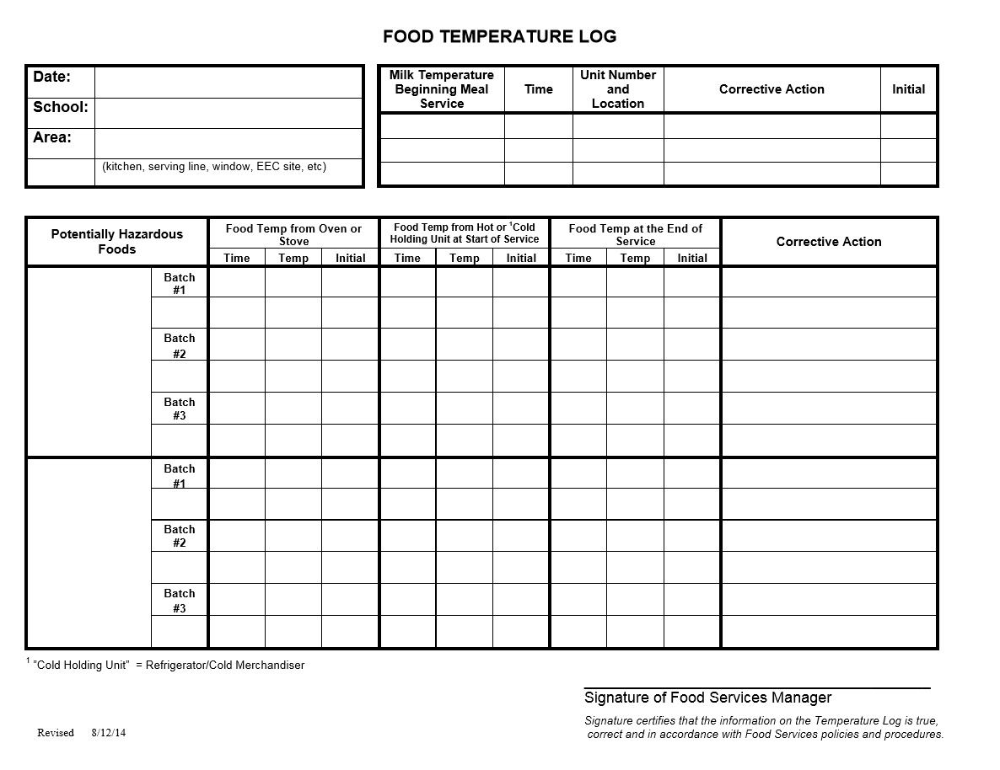 FOOD TEMPERATURE LOG
Date:
School:
Area:
(kitchen, serving line, window, EEC site, etc)
Milk Temperature
Beginning Meal
Service
Time
Unit Number
and
Location
Corrective Action
Initial
Potentially Hazardous
Foods
Food Temp from Oven or
Stove
Food Temp from Hot or ¹Cold
Holding Unit at Start of Service
Food Temp at the End of
Service
Corrective Action
Time Temp Initial Time Temp Initial Time Temp Initial
Batch
#1
Batch
#2
Batch
#3
Batch
#1
Batch
#2
Batch
#3
¹ ”Cold Holding Unit” = Refrigerator/Cold Merchandiser
Signature of Food Services Manager
Signature certifies that the information on the Temperature Log is true,
correct and in accordance with Food Services policies and procedures.
Revised 8/12/14